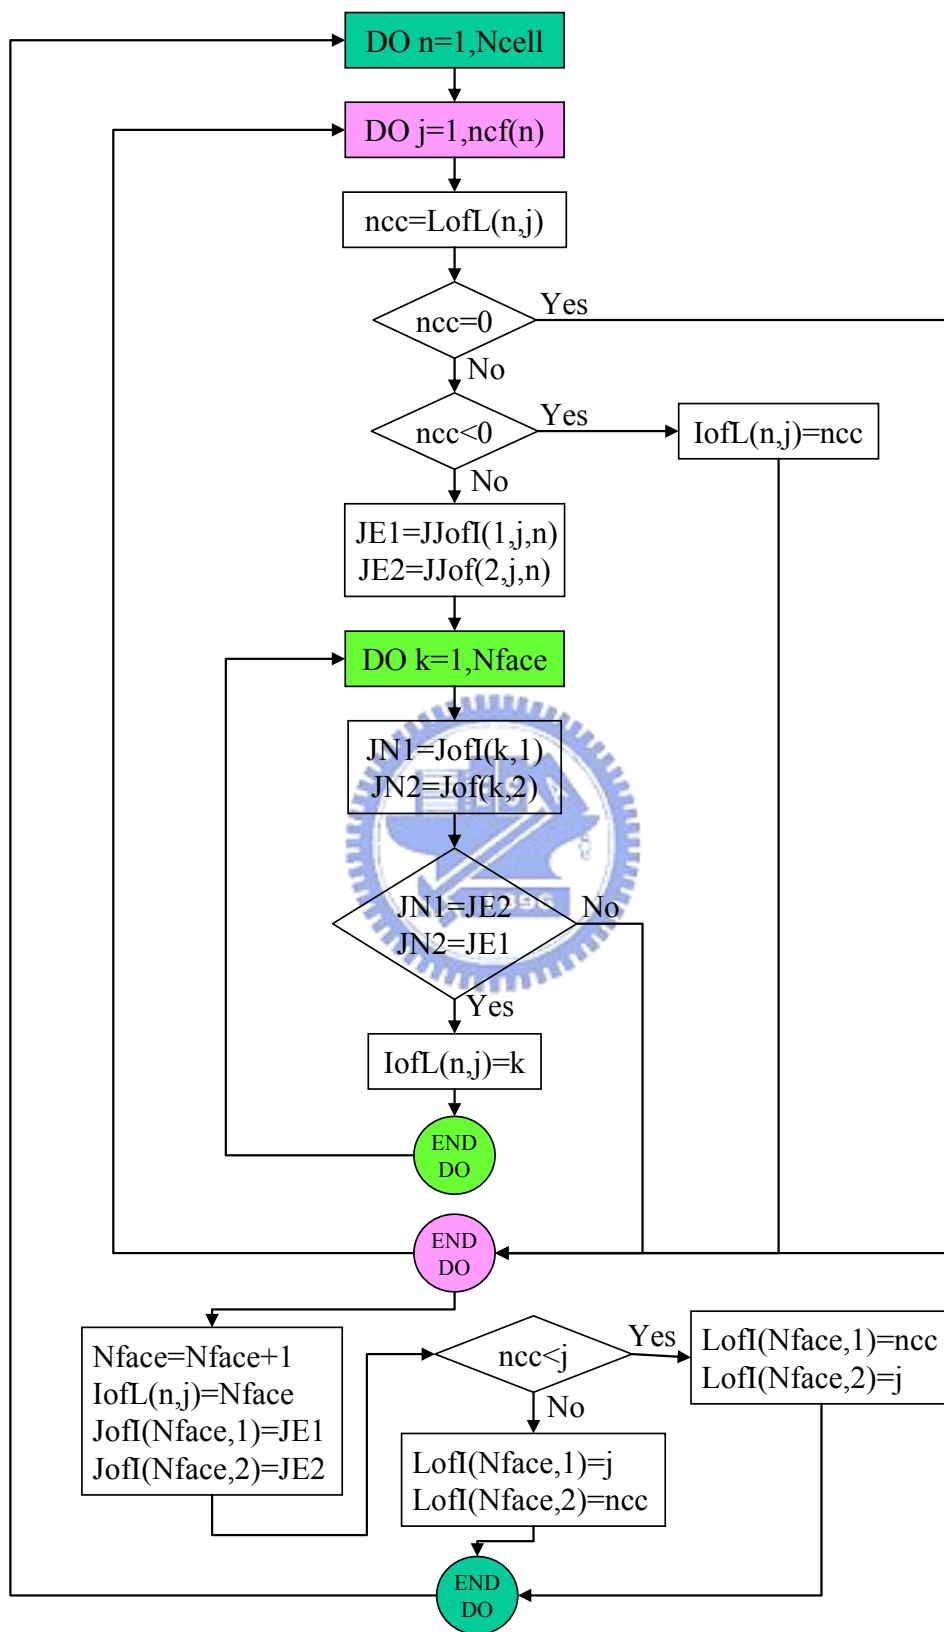 DO n=1,Ncell
DO j=1,ncf(n)
ncc=LofL(n,j)
ncc=0
Yes
No
ncc<0
Yes
IofL(n,j)=ncc
No
JE1=JJofI(1,j,n)
JE2=JJof(2,j,n)
DO k=1,Nface
JN1=JofI(k,1)
JN2=Jof(k,2)
JN1=JE2
JN2=JE1
No
Yes
IofL(n,j)=k
END
DO
END
DO
Nface=Nface+1
IofL(n,j)=Nface
JofI(Nface,1)=JE1
JofI(Nface,2)=JE2
ncc<j
Yes
LofI(Nface,1)=ncc
LofI(Nface,2)=j
No
LofI(Nface,1)=j
LofI(Nface,2)=ncc
END
DO